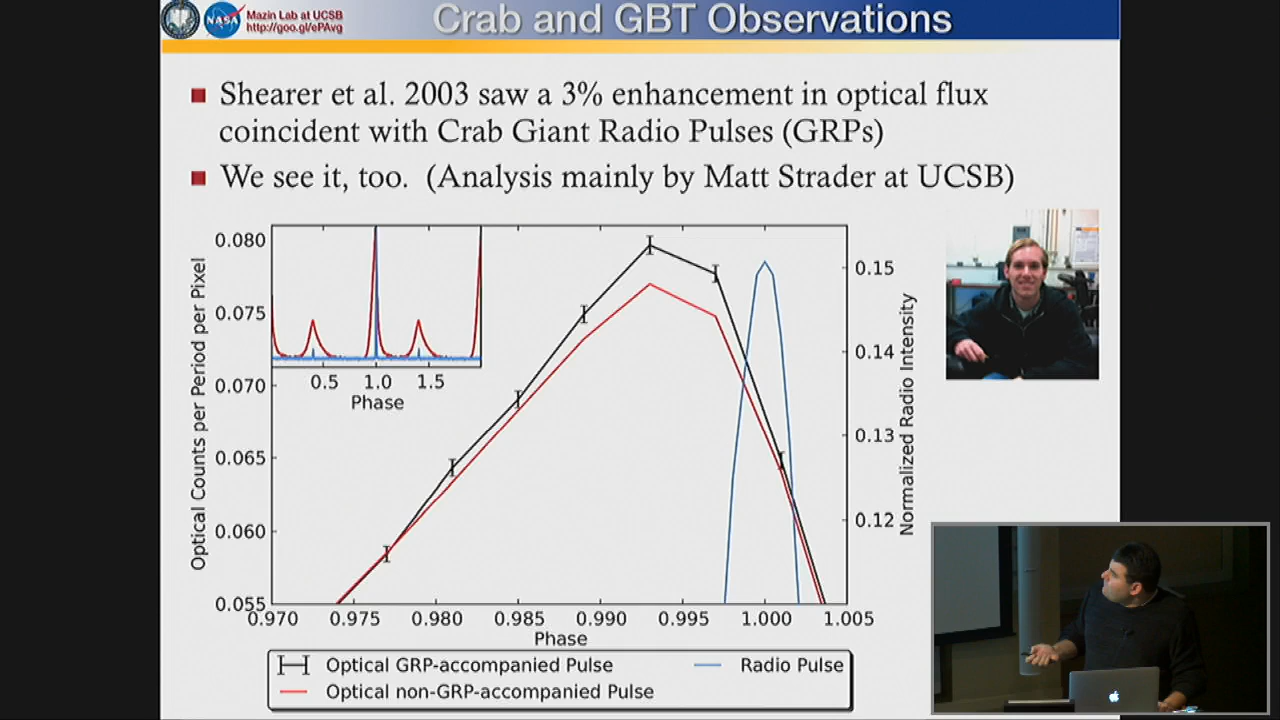 Mazin Lab at UCSB
http://goo.gl/ePAvg
NASA
Crab and GBT Observations
Shearer et al. 2003 saw a 3% enhancement in optical flux
coincident with Crab Giant Radio Pulses (GRPs)
We see it, too. (Analysis mainly by Matt Strader at UCSB)
Optical Counts per Period per Pixel
0.080
0.075
0.070
0.065
0.060
0.055
0.5 1.0 1.5
Phase
0.15
0.14
0.13
0.12
Normalized Radio Intensity
0.970 0.975 0.980 0.985 0.990 0.995 1.000 1.005
Phase
Optical GRP-accompanied Pulse
Radio Pulse
Optical non-GRP-accompanied Pulse